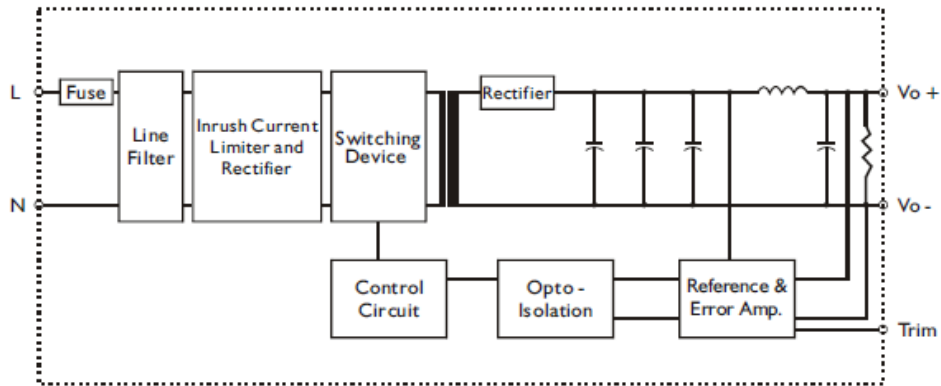 L
Fuse
Line
Filter
Inrush Current
Limiter and
Rectifier
Switching
Device
Rectifier
Vo +
N
Vo -
Control
Circuit
Opto -
Isolation
Reference &
Error Amp.
Trim